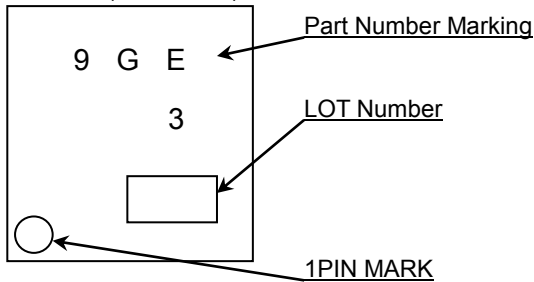 Part Number Marking
9 G E
3
LOT Number
1PIN MARK